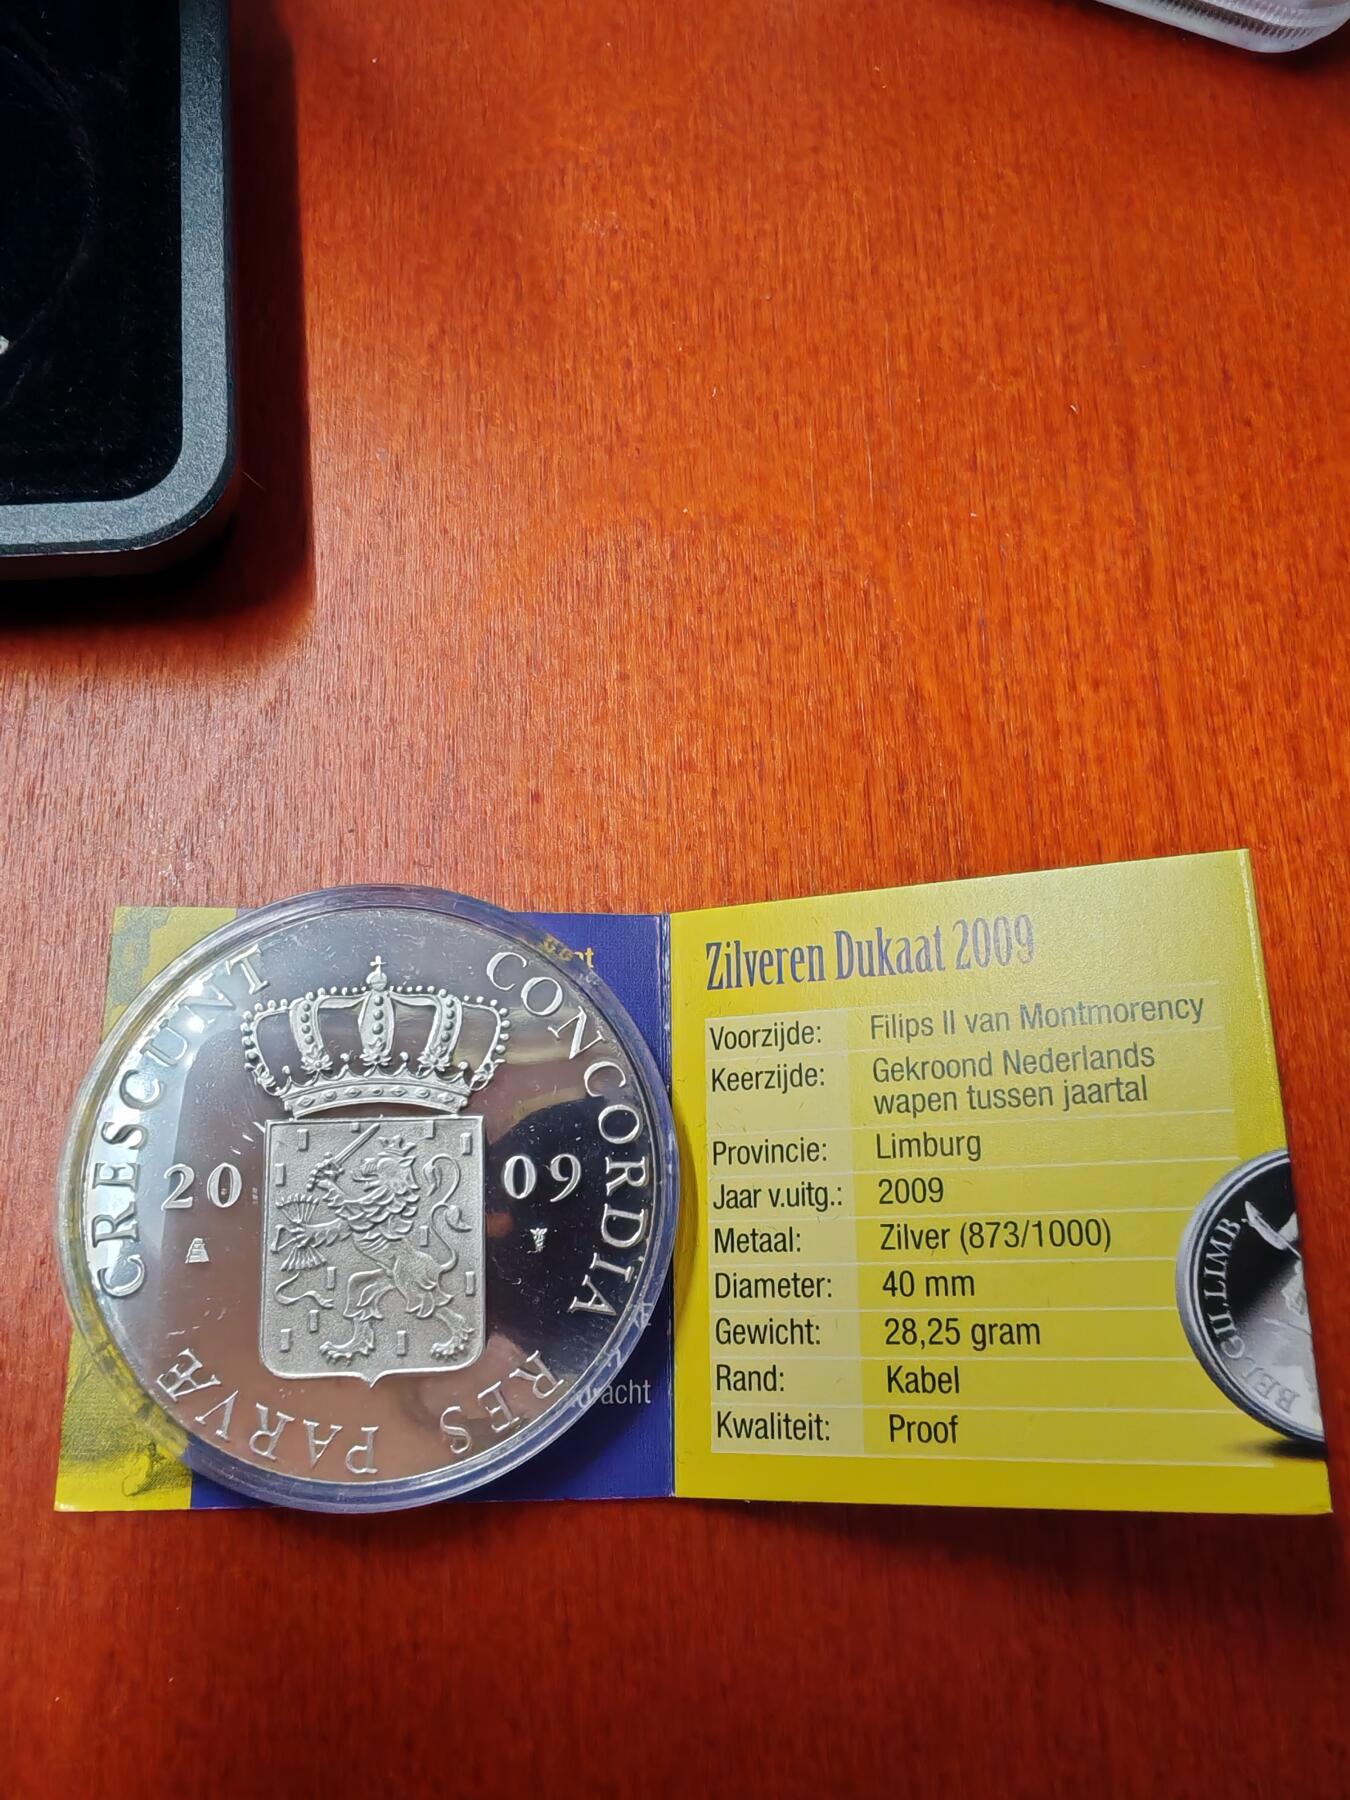 CONCORDIA RES PARVÆ CRESCUNT
20 09
racht
Zilveren Dukaat 2009
Voorzijde: Filips II van Montmorency
Keerzijde: Gekroond Nederlands
wapen tussen jaartal
Provincie: Limburg
Jaar v.uitg.: 2009
Metaal: Zilver (873/1000)
Diameter: 40 mm
Gewicht: 28,25 gram
Rand: Kabel
Kwaliteit: Proof